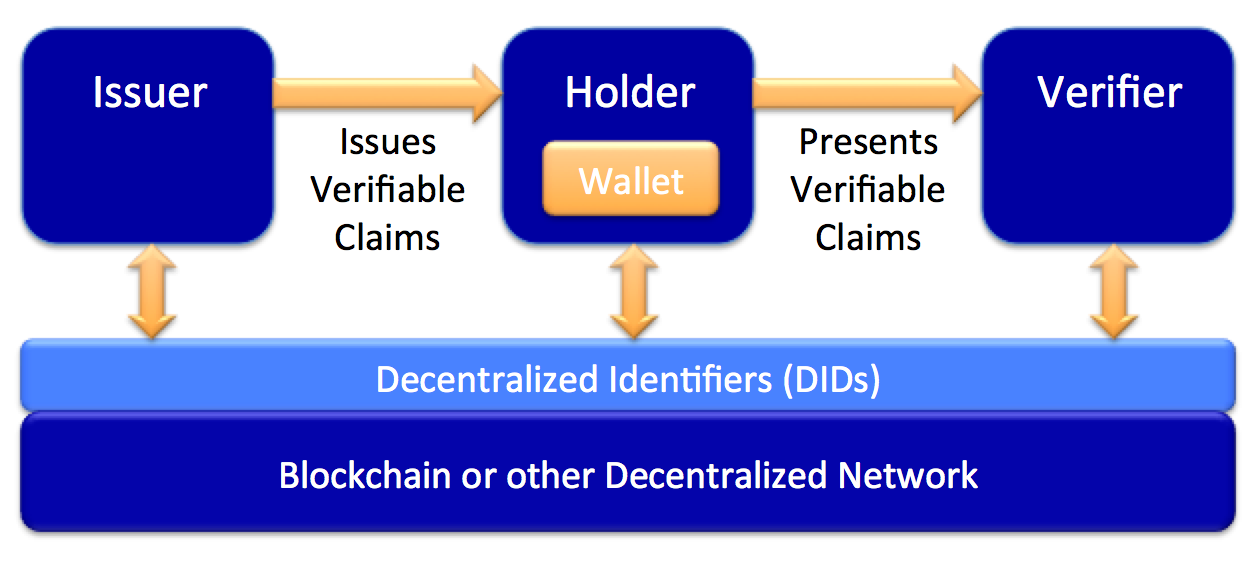 Issuer
Issues
Verifiable
Claims
Holder
Wallet
Presents
Verifiable
Claims
Verifier
Decentralized Identifiers (DIDs)
Blockchain or other Decentralized Network